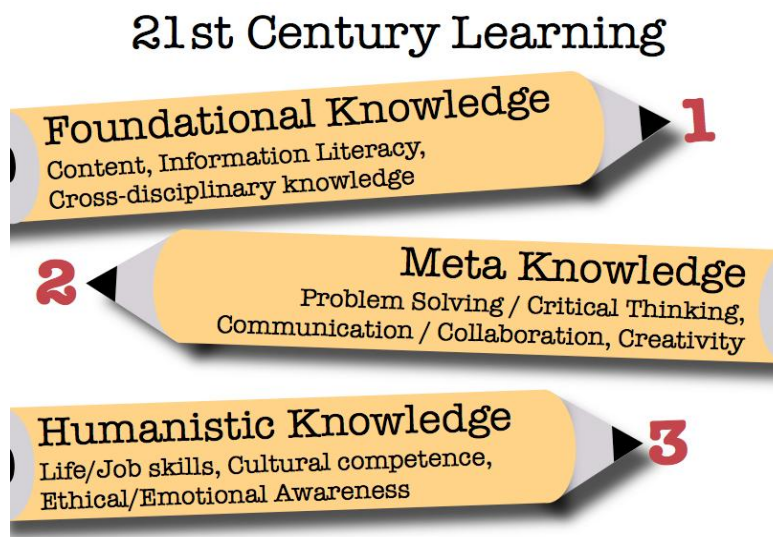 21st Century Learning
Foundational Knowledge
Content, Information Literacy,
Cross-disciplinary knowledge
1
2
Meta Knowledge
Problem Solving / Critical Thinking,
Communication / Collaboration, Creativity
Humanistic Knowledge
Life/Job skills, Cultural competence,
Ethical/Emotional Awareness
3